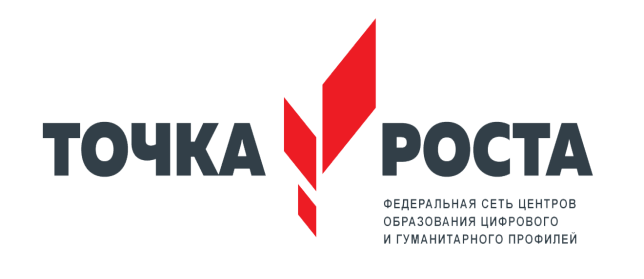 ТОЧКА РОСТА
ФЕДЕРАЛЬНАЯ СЕТЬ ЦЕНТРОВ
ОБРАЗОВАНИЯ ЦИФРОВОГО
И ГУМАНИТАРНОГО ПРОФИЛЕЙ